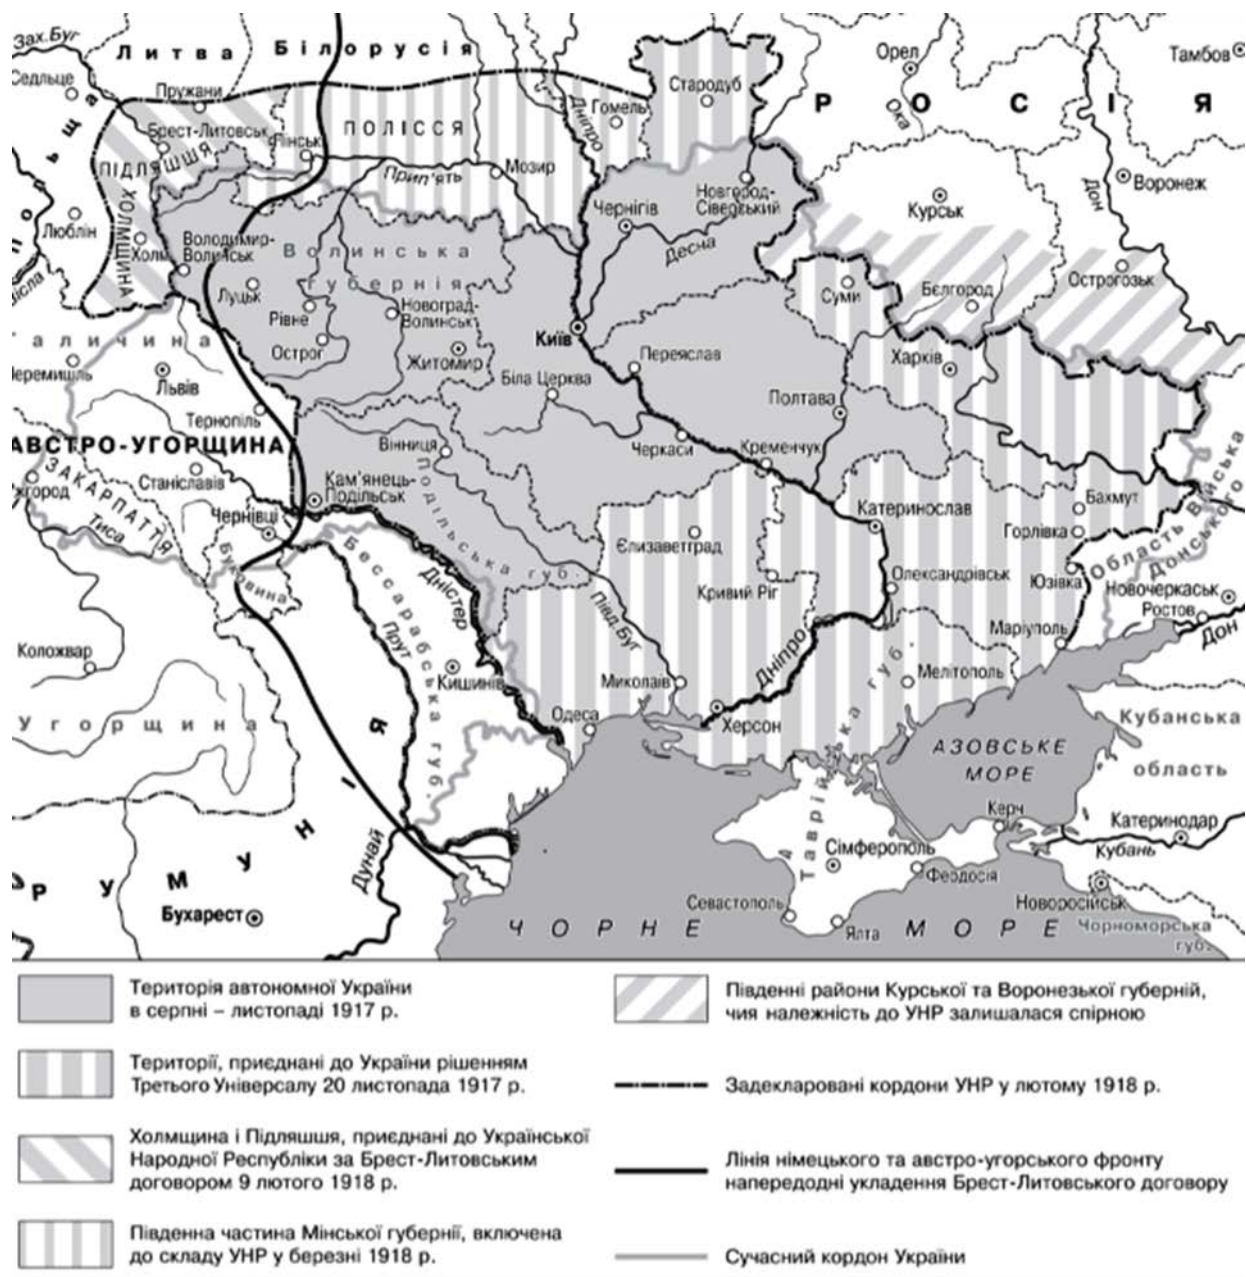 Зах.Буг
Литва
Білорусія
Орел
Тамбов
Седльце
Пружани
Стародуб
Гомель
Дніпро
РОСІЯ
Ока
Брест-Литовськ
Пінськ
ПОЛІССЯ
ПІДЛЯШШЯ
Прип'ять
Мозир
Новгород-
Сіверський
Воронеж
Дон
Курськ
Чернігів
Десна
Люблін
ХОЛМЩИНА
Холм
Володимир-
Волинськ
Волинська
губернія
Острогозьк
Луцьк
Рівне
Новоград-
Волинськ
Суми
Бєлгород
Острог
Житомир
Київ
Переяслав
Харків
Львів
Біла Церква
Полтава
Тернопіль
АВСТРО-УГОРЩИНА
Вінниця
Черкаси
Кременчук
ЗАКАРПАТТЯ
Станіславів
Кам'янець-
Подільськ
Подільська губ.
Бахмут
Область Війська
Донського
Тиса
Чернівці
Буковина
Бессарабська губ.
Дністер
Прут
Єлизаветград
Катеринослав
Горлівка
Кривий Ріг
Олександрівськ
Юзівка
Новочеркаськ
Ростов
Дон
Півд.Буг
Маріуполь
Коложвар
Кишинів
Миколаїв
Дніпро
Мелітополь
Угорщина
Одеса
Херсон
Таврійська губ.
АЗОВСЬКЕ
МОРЕ
Кубанська
область
Керч
Катеринодар
Кубань
РУМУНІЯ
Дунай
Сімферополь
Феодосія
Новоросійськ
Бухарест
Севастополь
Ялта
ЧОРНЕ МОРЕ
Чорноморська
губ.
Територія автономної України
в серпні – листопаді 1917 р.
Території, приєднані до України рішенням
Третього Універсалу 20 листопада 1917 р.
Холмщина і Підляшшя, приєднані до Української
Народної Республіки за Брест-Литовським
договором 9 лютого 1918 р.
Південна частина Мінської губернії, включена
до складу УНР у березні 1918 р.
Південні райони Курської та Воронезької губерній,
чия належність до УНР залишалася спірною
Задекларовані кордони УНР у лютому 1918 р.
Лінія німецького та австро-угорського фронту
напередодні укладення Брест-Литовського договору
Сучасний кордон України